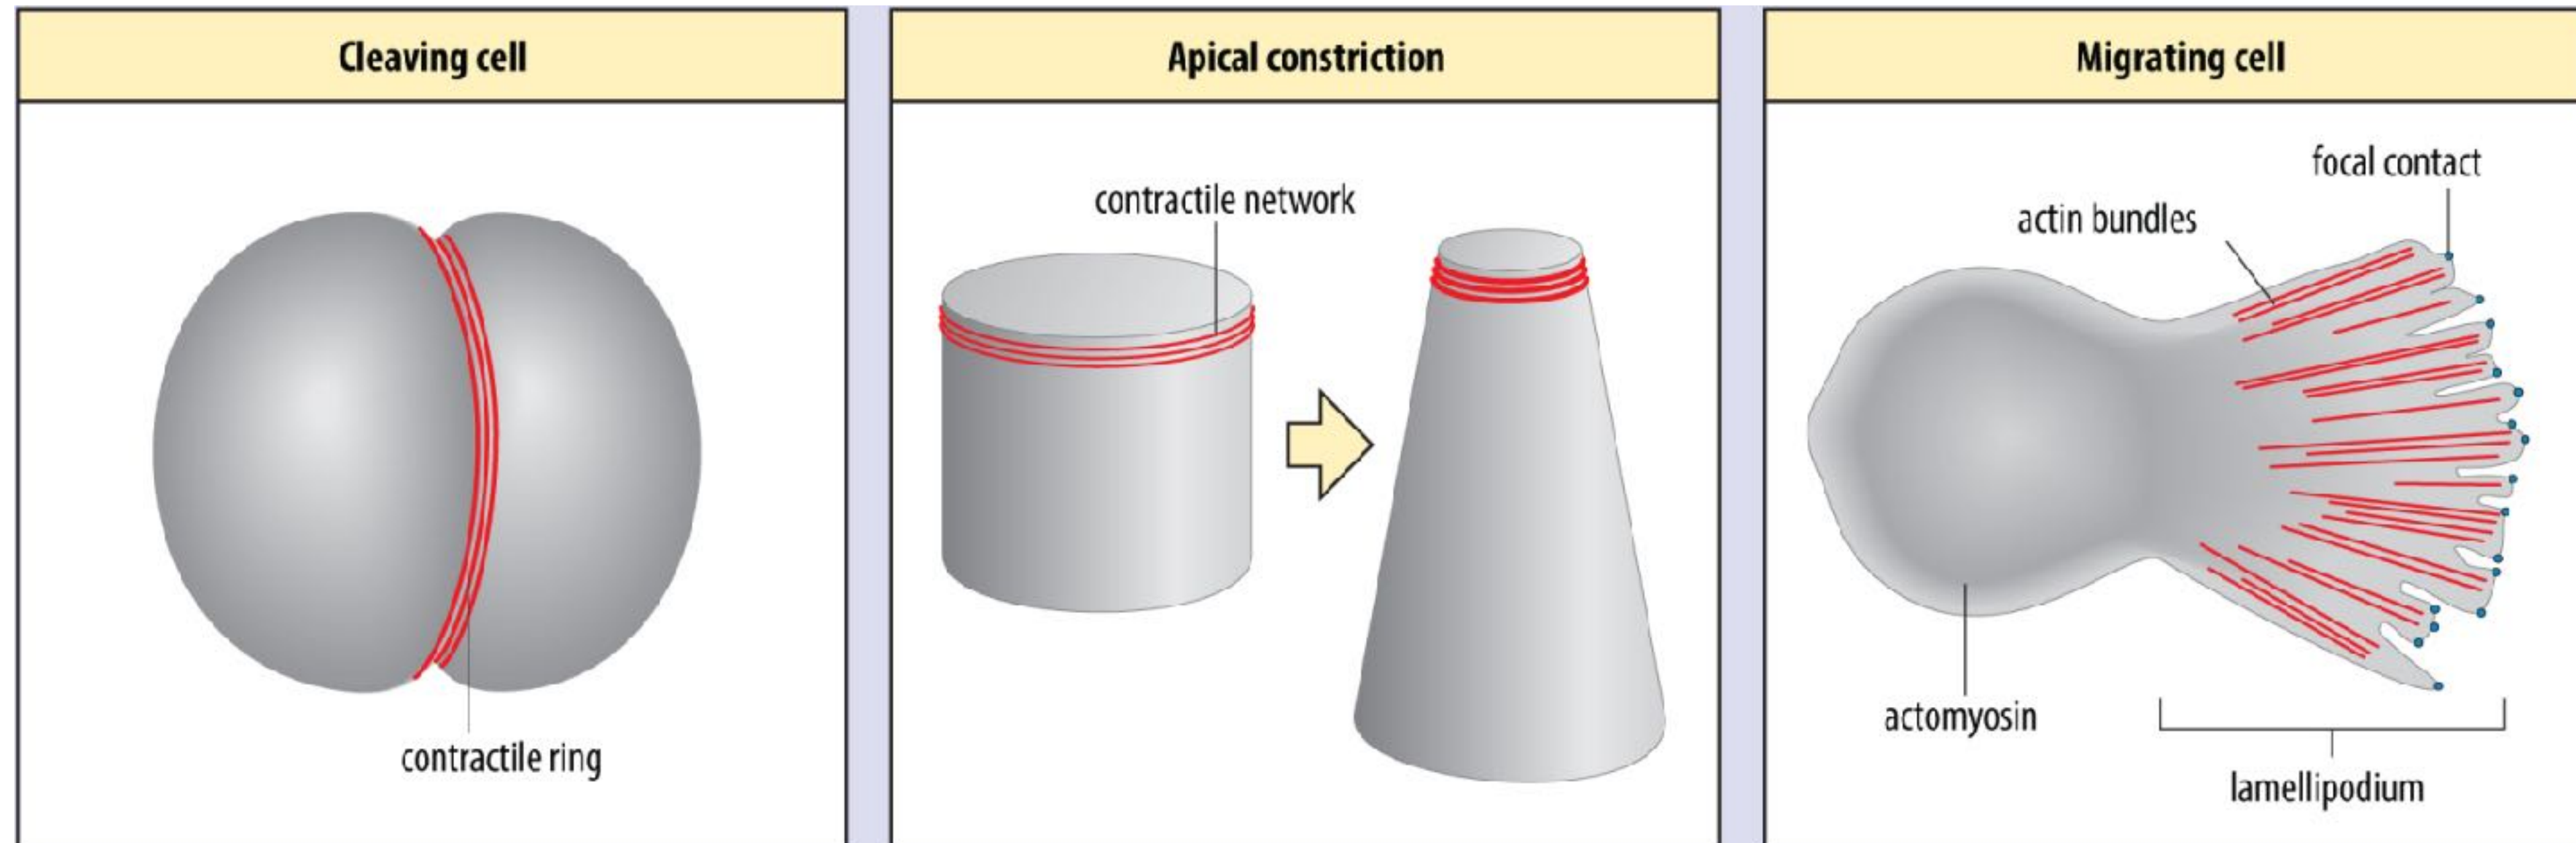 Cleaving cell
contractile ring
Apical constriction
contractile network
Migrating cell
focal contact
actin bundles
actomyosin
lamellipodium